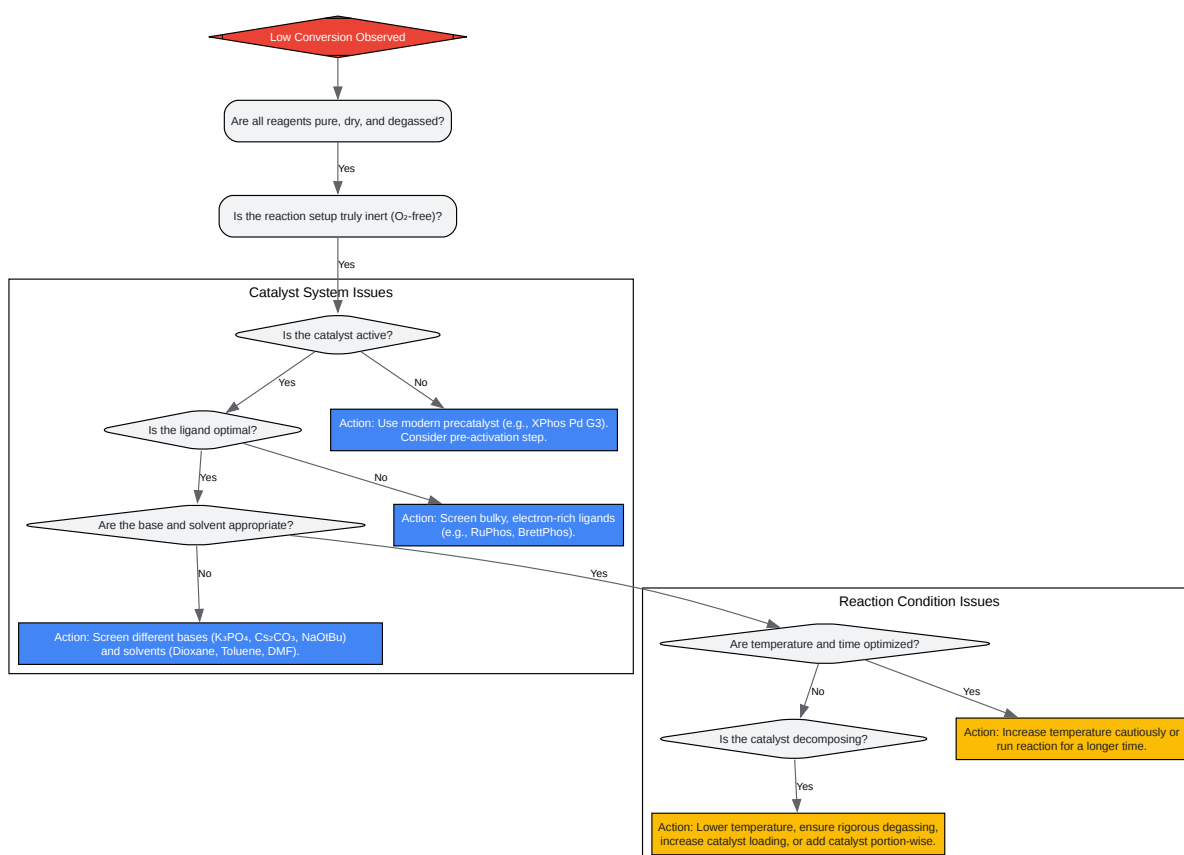 Low Conversion Observed
Are all reagents pure, dry, and degassed?
Yes
Is the reaction setup truly inert (O₂-free)?
Yes
Catalyst System Issues
Is the catalyst active?
Yes
No
Action: Use modern precatalyst (e.g., XPhos Pd G3).
Consider pre-activation step.
Is the ligand optimal?
Yes
No
Action: Screen bulky, electron-rich ligands
(e.g., RuPhos, BrettPhos).
Are the base and solvent appropriate?
No
Yes
Action: Screen different bases (K₃PO₄, Cs₂CO₃, NaOtBu)
and solvents (Dioxane, Toluene, DMF).
Reaction Condition Issues
Are temperature and time optimized?
No
Yes
Action: Increase temperature cautiously or
run reaction for a longer time.
Is the catalyst decomposing?
Yes
Action: Lower temperature, ensure rigorous degassing,
increase catalyst loading, or add catalyst portion-wise.